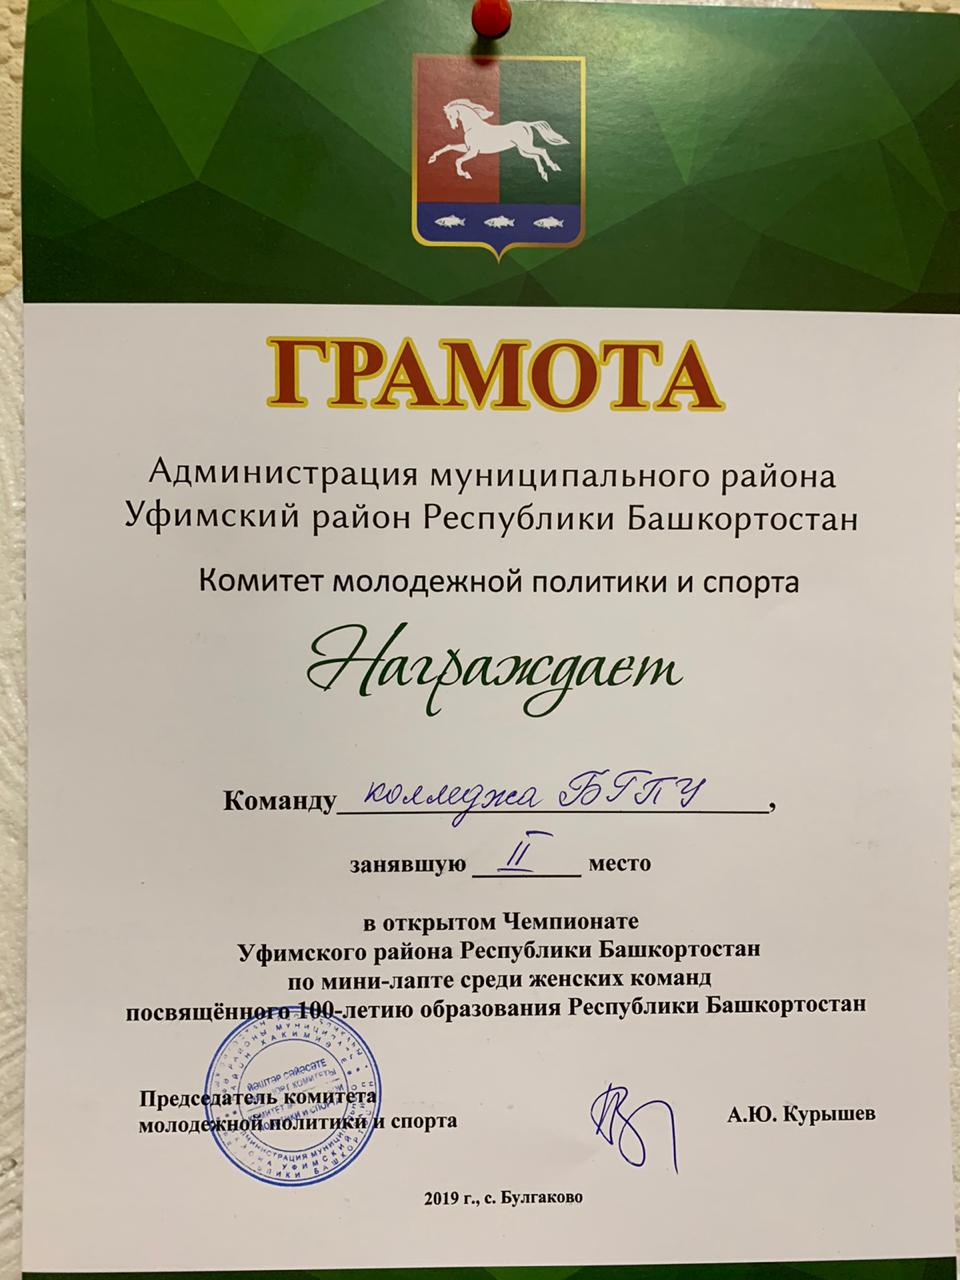 ГРАМОТА
Администрация муниципального района
Уфимский район Республики Башкортостан
Комитет молодежной политики и спорта
Награждает
Команду колледжа БГПУ,
занявшую II место
в открытом Чемпионате
Уфимского района Республики Башкортостан
по мини-лапте среди женских команд
посвящённого 100-летию образования Республики Башкортостан
Председатель комитета
молодежной политики и спорта
А.Ю. Курышев
йәштәр сәйәсәте
2019 г., с. Булгаково